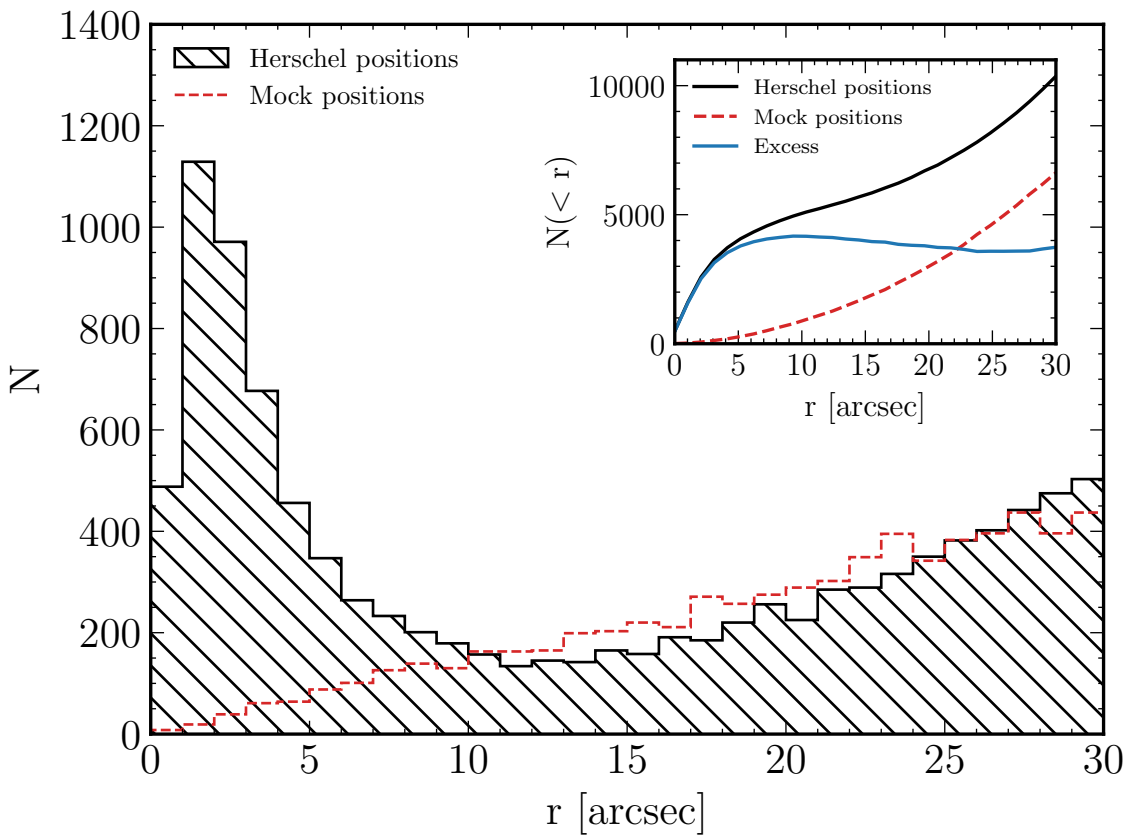 1400
1200
1000
800
600
400
200
0
N
Herschel positions
Mock positions
10000
5000
0
N(< r)
Herschel positions
Mock positions
Excess
0 5 10 15 20 25 30
r [arcsec]
0 5 10 15 20 25 30
r [arcsec]